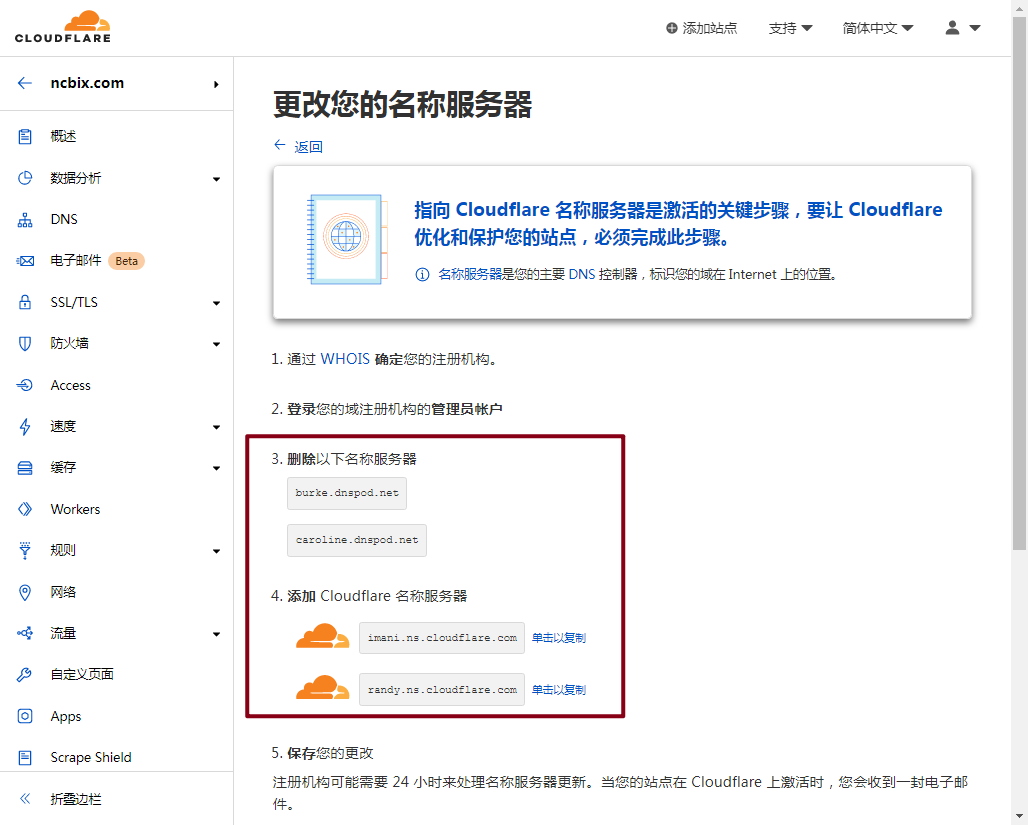 CLOUDFLARE
添加站点
支持
简体中文
ncbix.com
概述
数据分析
DNS
电子邮件 Beta
SSL/TLS
防火墙
Access
速度
缓存
Workers
规则
网络
流量
自定义页面
Apps
Scrape Shield
折叠边栏
更改您的名称服务器
返回
指向 Cloudflare 名称服务器是激活的关键步骤，要让 Cloudflare
优化和保护您的站点，必须完成此步骤。
名称服务器是您的主要 DNS 控制器，标识您的域在 Internet 上的位置。
1. 通过 WHOIS 确定您的注册机构。
2. 登录您的域注册机构的管理员帐户
3. 删除以下名称服务器
burke.dnspod.net
caroline.dnspod.net
4. 添加 Cloudflare 名称服务器
imani.ns.cloudflare.com 单击以复制
randy.ns.cloudflare.com 单击以复制
5. 保存您的更改
注册机构可能需要 24 小时来处理名称服务器更新。当您的站点在 Cloudflare 上激活时，您会收到一封电子邮
件。